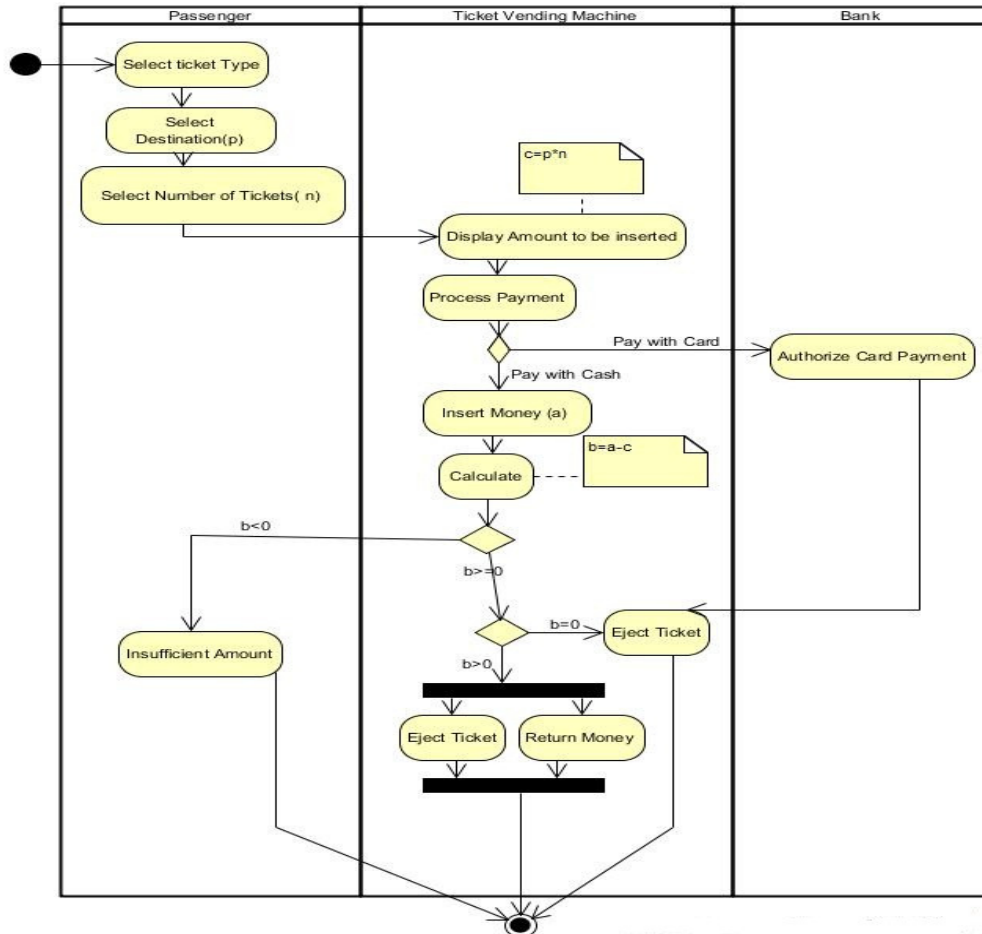 Passenger
Ticket Vending Machine
Bank
Select ticket Type
Select
Destination(p)
Select Number of Tickets( n)
c=p*n
Display Amount to be inserted
Process Payment
Pay with Card
Authorize Card Payment
Pay with Cash
Insert Money (a)
b=a-c
Calculate
b<0
b>=0
b=0
Eject Ticket
Insufficient Amount
b>0
Eject Ticket
Return Money